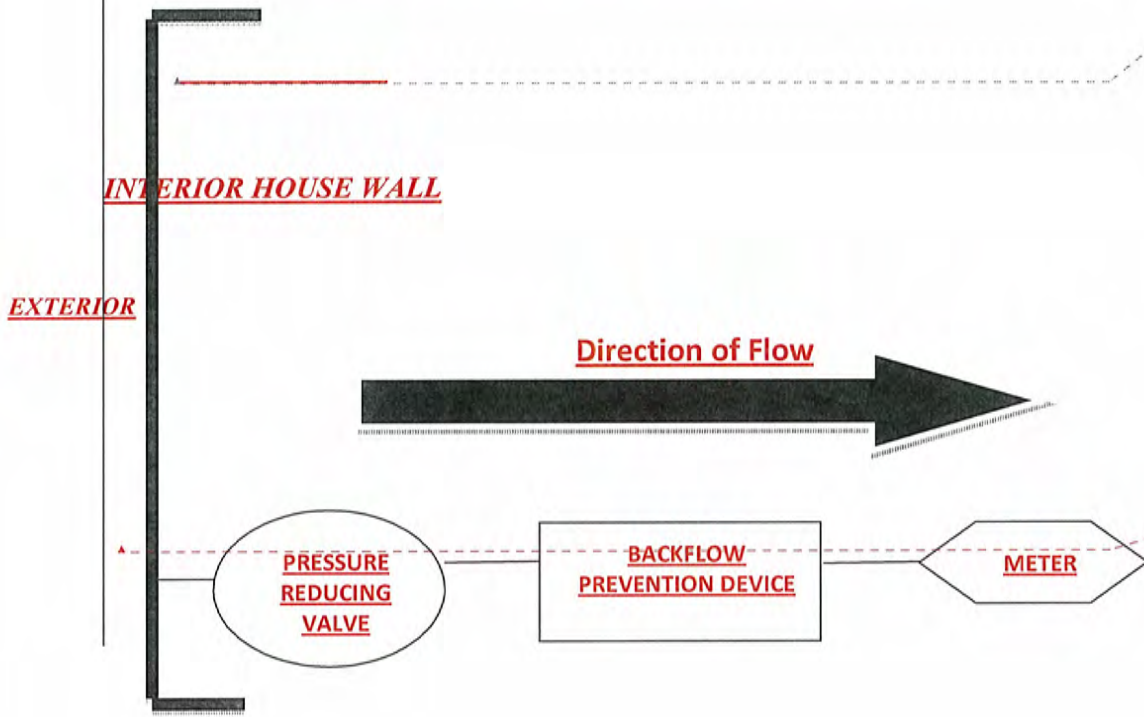 INTERIOR HOUSE WALL
EXTERIOR
Direction of Flow
PRESSURE
REDUCING
VALVE
BACKFLOW
PREVENTION DEVICE
METER